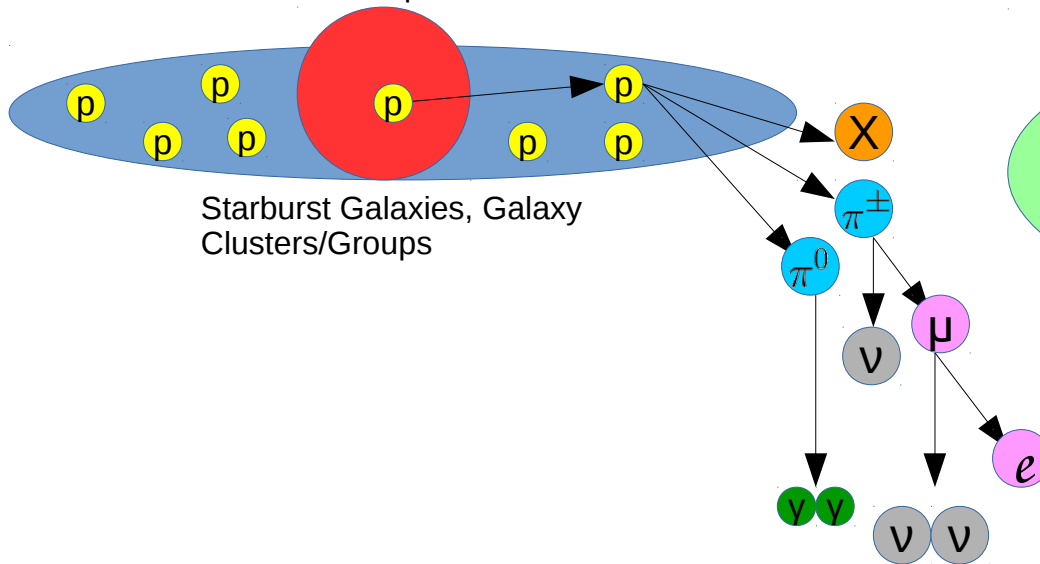 p p p p p p p p
X
Starburst Galaxies, Galaxy
Clusters/Groups
π±
π0
μ
ν
e
γ γ
ν ν